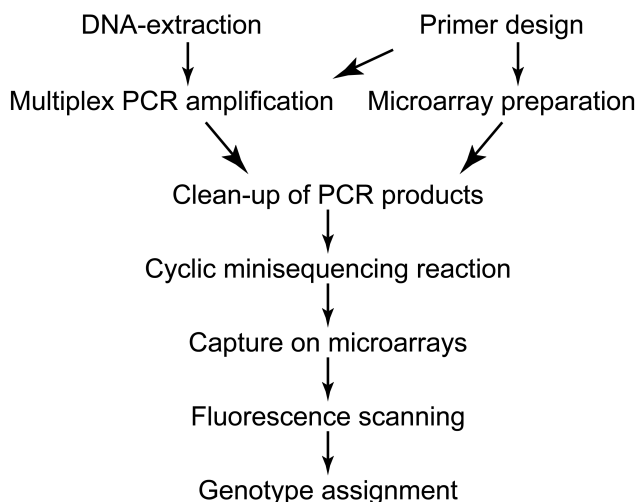 DNA-extraction
Primer design
Multiplex PCR amplification
Microarray preparation
Clean-up of PCR products
Cyclic minisequencing reaction
Capture on microarrays
Fluorescence scanning
Genotype assignment